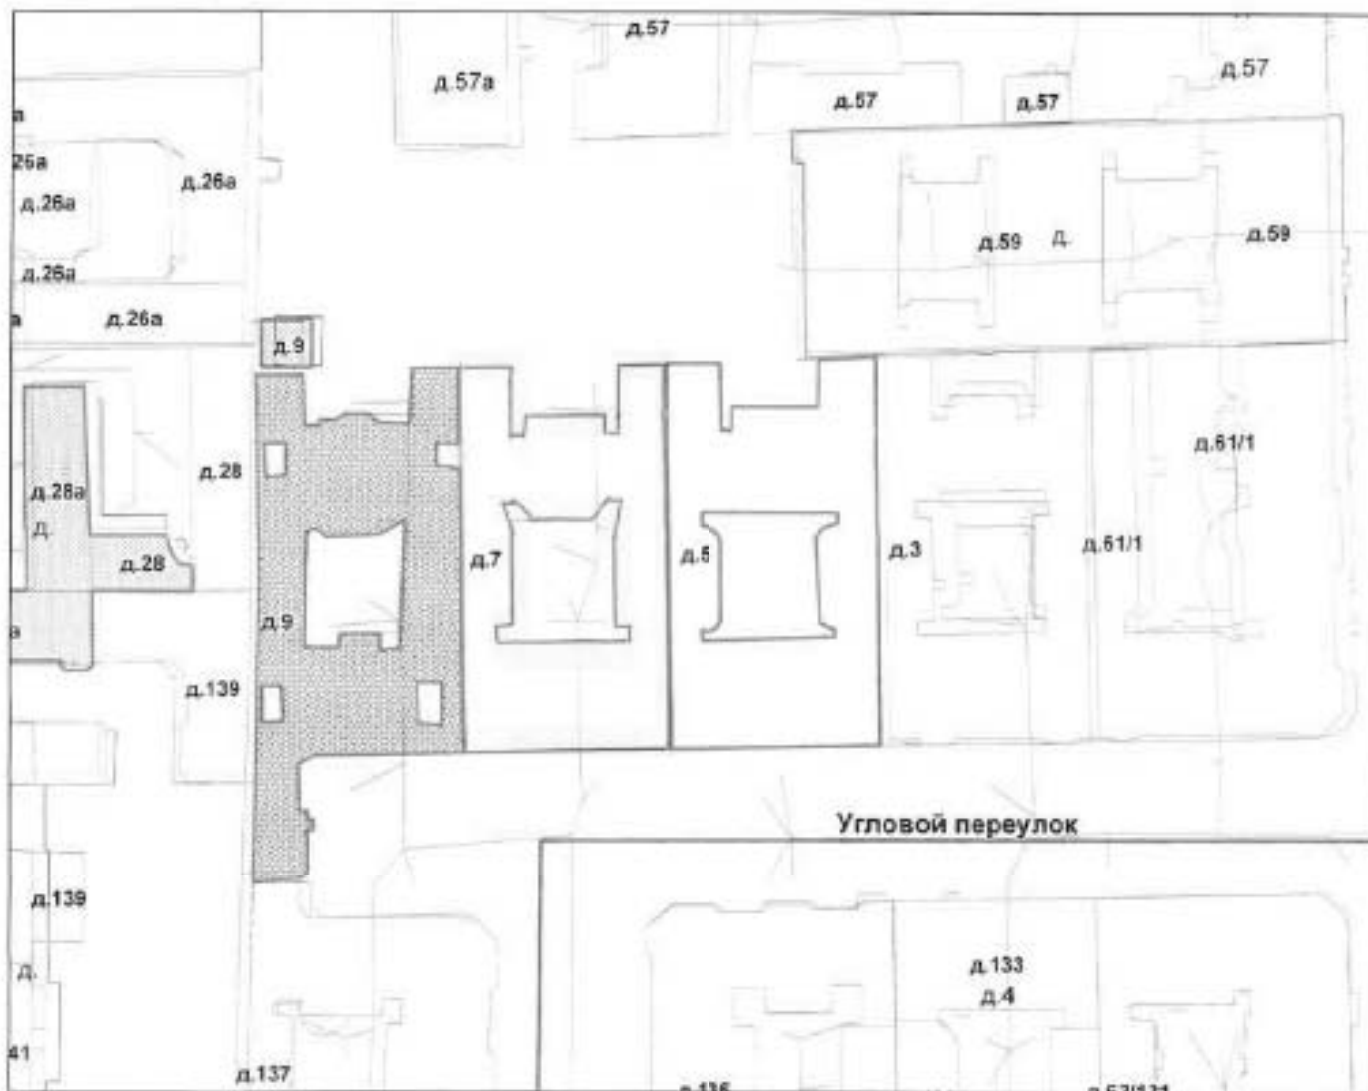 д.57
д.57а
д.57
д.57
д.57
26а
д.26а
д.26а
д.26а
д.26а
д.59
д.
д.59
д.9
д.61/1
д.28
д.28а
д.
д.28
д.7
д.5
д.3
д.61/1
д.9
д.139
Угловой переулок
д.139
д.133
д.4
д.
41
д.137